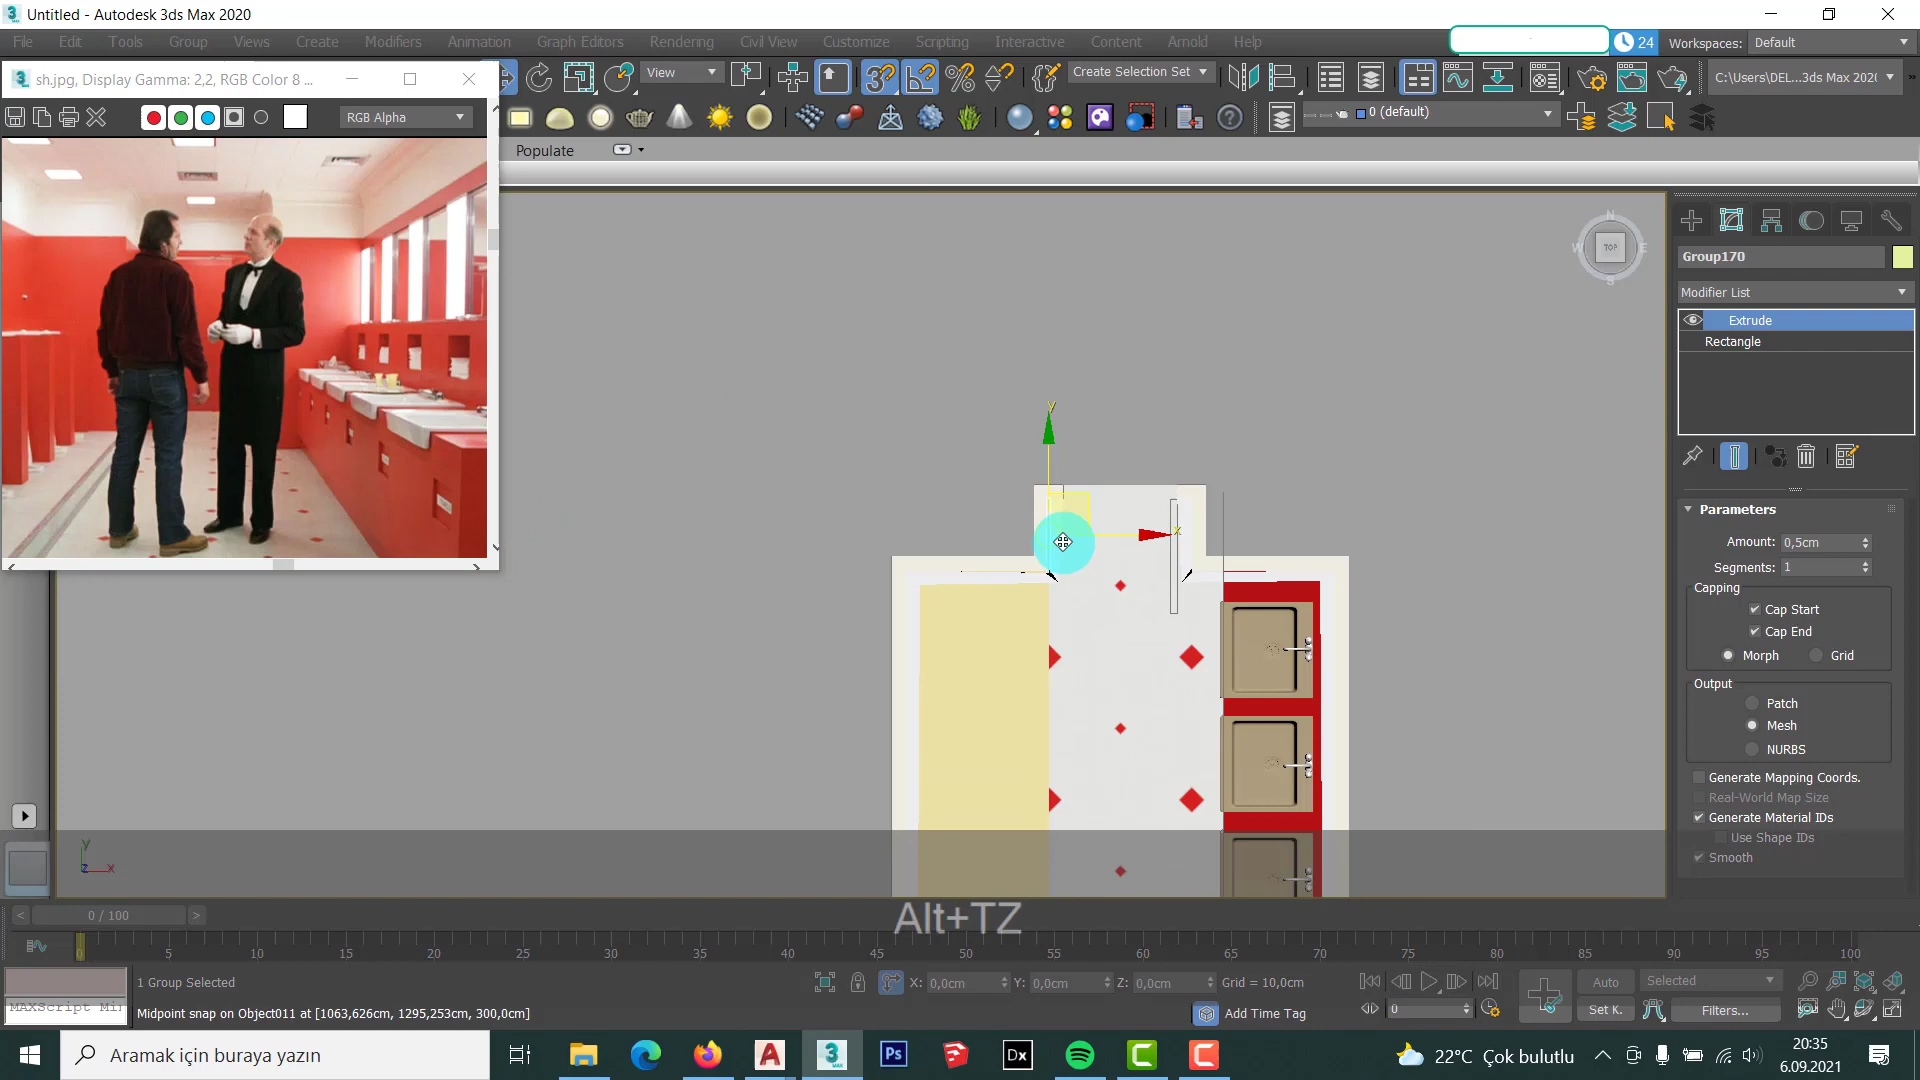 Untitled - Autodesk 3ds Max 2020
File Edit Tools Group Views Create Modifiers Animation Graph Editors Rendering Civil View Customize Scripting Interactive Content Arnold Help
24 Workspaces: Default
sh.jpg, Display Gamma: 2,2, RGB Color 8 ...
View
Create Selection Set
C:\Users\DEL...3ds Max 202
RGB Alpha
0 (default)
Populate
N
W TOP E
S
Group170
Modifier List
Extrude
Rectangle
Parameters
Amount: 0,5cm
Segments: 1
Capping
Cap Start
Cap End
Morph Grid
Output
Patch
Mesh
NURBS
Generate Mapping Coords.
Real-World Map Size
Generate Material IDs
Use Shape IDs
Smooth
y
x
y
z x
Alt+TZ
< 0 / 100 >
0 5 10 15 20 25 30 35 40 45 50 55 60 65 70 75 80 85 90 95 100
1 Group Selected
X: 0,0cm Y: 0,0cm Z: 0,0cm Grid = 10,0cm
Auto Selected
MAXScript Mi
Midpoint snap on Object011 at [1063,626cm, 1295,253cm, 300,0cm]
Add Time Tag
0
Set K. Filters...
Aramak için buraya yazın
Ps
Dx
22°C Çok bulutlu
20:35
6.09.2021